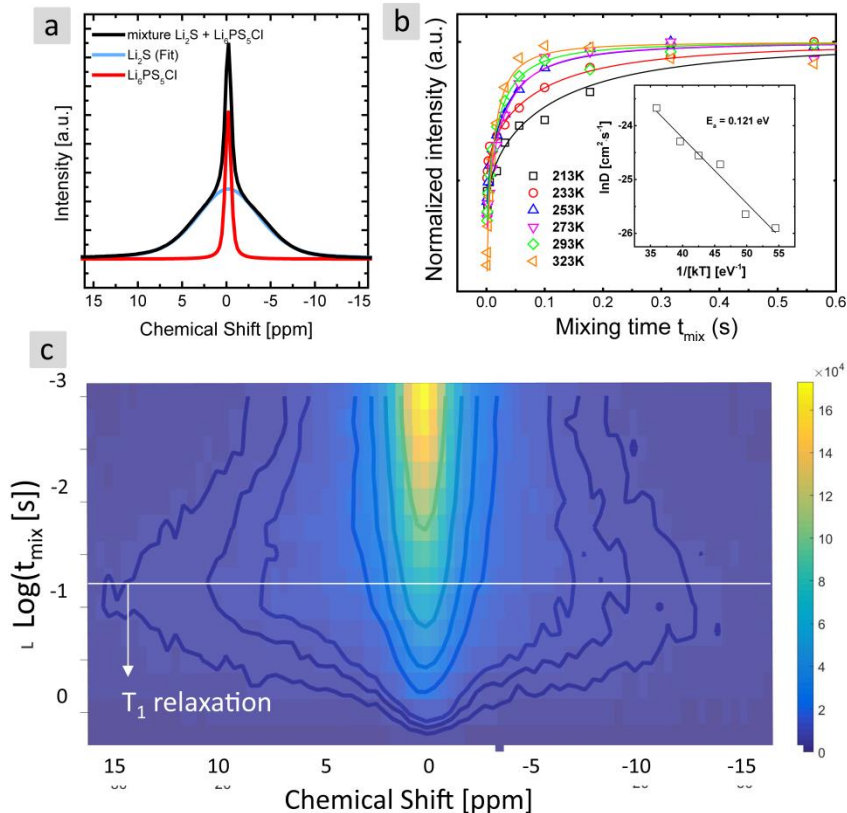 a
mixture Li₂S + Li₆PS₅Cl
Li₂S (Fit)
Li₆PS₅Cl
Intensity [a.u.]
15 10 5 0 -5 -10 -15
Chemical Shift [ppm]
b
Normalized intensity (a.u.)
213K
233K
253K
273K
293K
323K
Eₐ = 0.121 eV
lnD [cm²·s⁻¹]
-24
-25
-26
35 40 45 50 55
1/[kT] [eV⁻¹]
0.0 0.1 0.2 0.3 0.4 0.5 0.6
Mixing time t_mix (s)
c
-3
-2
-1
0
Log(t_mix [s])
T₁ relaxation
15 10 5 0 -5 -10 -15
Chemical Shift [ppm]
×10⁴
16
14
12
10
8
6
4
2
0